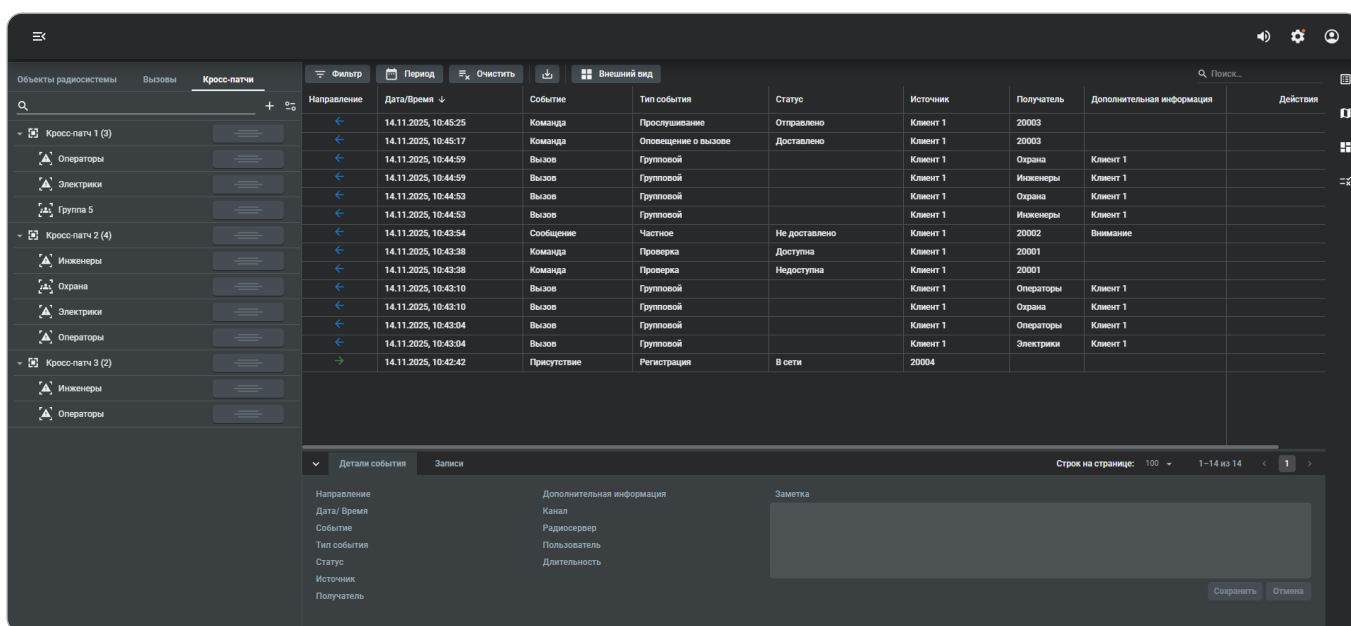 Объекты радиосистемы Вызовы Кросс-патчи
Кросс-патч 1 (3)
Операторы
Электрики
Группа 5
Кросс-патч 2 (4)
Инженеры
Охрана
Электрики
Операторы
Кросс-патч 3 (2)
Инженеры
Операторы
Фильтр Период Очистить Внешний вид Поиск...
Направление Дата/Время Событие Тип события Статус Источник Получатель Дополнительная информация Действия
14.11.2025, 10:45:25 Команда Прослушивание Отправлено Клиент 1 20003
14.11.2025, 10:45:17 Команда Оповещение о вызове Доставлено Клиент 1 20003
14.11.2025, 10:44:59 Вызов Групповой Клиент 1 Охрана Клиент 1
14.11.2025, 10:44:59 Вызов Групповой Клиент 1 Инженеры Клиент 1
14.11.2025, 10:44:53 Вызов Групповой Клиент 1 Охрана Клиент 1
14.11.2025, 10:44:53 Вызов Групповой Клиент 1 Инженеры Клиент 1
14.11.2025, 10:43:54 Сообщение Частное Не доставлено Клиент 1 20002 Внимание
14.11.2025, 10:43:38 Команда Проверка Доступна Клиент 1 20001
14.11.2025, 10:43:38 Команда Проверка Недоступна Клиент 1 20001
14.11.2025, 10:43:10 Вызов Групповой Клиент 1 Операторы Клиент 1
14.11.2025, 10:43:10 Вызов Групповой Клиент 1 Охрана Клиент 1
14.11.2025, 10:43:04 Вызов Групповой Клиент 1 Операторы Клиент 1
14.11.2025, 10:43:04 Вызов Групповой Клиент 1 Электрики Клиент 1
14.11.2025, 10:42:42 Присутствие Регистрация В сети 20004
Детали события Записи Строк на странице: 100 1–14 из 14 1
Направление Дополнительная информация Заметка
Дата/ Время Канал
Событие Радиосервер
Тип события Пользователь
Статус Длительность
Источник
Получатель
Сохранить Отмена